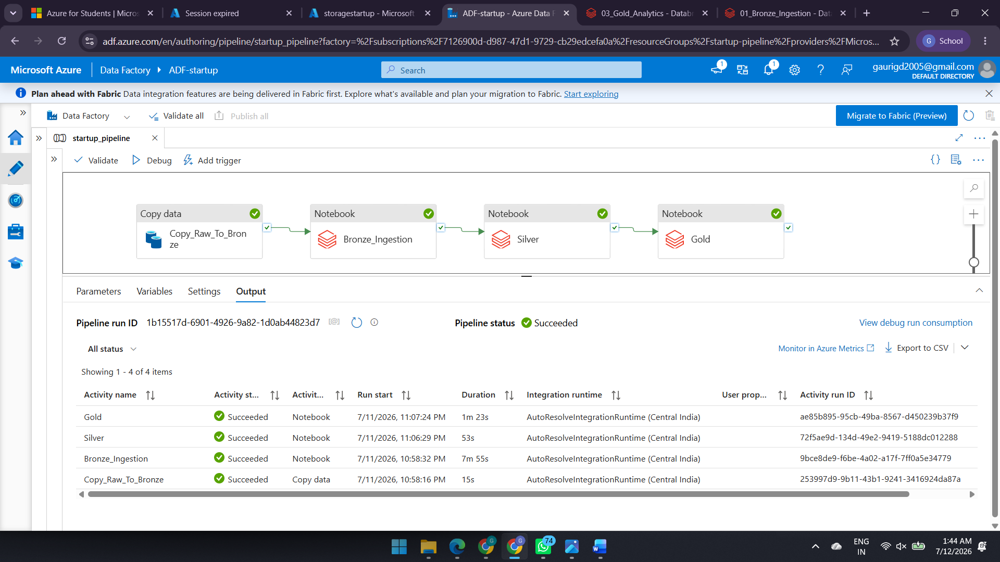 Azure for Students | Micros
Session expired
storagestartup - Microsoft
ADF-startup - Azure Data F
03_Gold_Analytics - Datab
01_Bronze_Ingestion - Da
adf.azure.com/en/authoring/pipeline/startup_pipeline?factory=%2Fsubscriptions%2F7126900d-d987-47d1-9729-cb29edcefa0a%2FresourceGroups%2Fstartup-pipeline%2Fproviders%2FMicros...
G School
Microsoft Azure
Data Factory
ADF-startup
Search
1
1
gaurigd2005@gmail.com
DEFAULT DIRECTORY
Plan ahead with Fabric Data integration features are being delivered in Fabric first. Explore what's available and plan your migration to Fabric. Start exploring
Data Factory
Validate all
Publish all
Migrate to Fabric (Preview)
startup_pipeline
Validate
Debug
Add trigger
Copy data
Copy_Raw_To_Bron
ze
Notebook
Bronze_Ingestion
Notebook
Silver
Notebook
Gold
Parameters
Variables
Settings
Output
Pipeline run ID 1b15517d-6901-4926-9a82-1d0ab44823d7 [@]
Pipeline status Succeeded
View debug run consumption
All status
Monitor in Azure Metrics
Export to CSV
Showing 1 - 4 of 4 items
Activity name Activity st... Activit... Run start Duration Integration runtime User prop... Activity run ID
Gold Succeeded Notebook 7/11/2026, 11:07:24 PM 1m 23s AutoResolveIntegrationRuntime (Central India) ae85b895-95cb-49ba-8567-d450239b37f9
Silver Succeeded Notebook 7/11/2026, 11:06:29 PM 53s AutoResolveIntegrationRuntime (Central India) 72f5ae9d-134d-49e2-9419-5188dc012288
Bronze_Ingestion Succeeded Notebook 7/11/2026, 10:58:32 PM 7m 55s AutoResolveIntegrationRuntime (Central India) 9bce8de9-f6be-4a02-a17f-7ff0a5e34779
Copy_Raw_To_Bronze Succeeded Copy data 7/11/2026, 10:58:16 PM 15s AutoResolveIntegrationRuntime (Central India) 253997d9-9b11-43b1-9241-3416924da87a
G
G
74
ENG
IN
1:44 AM
7/12/2026